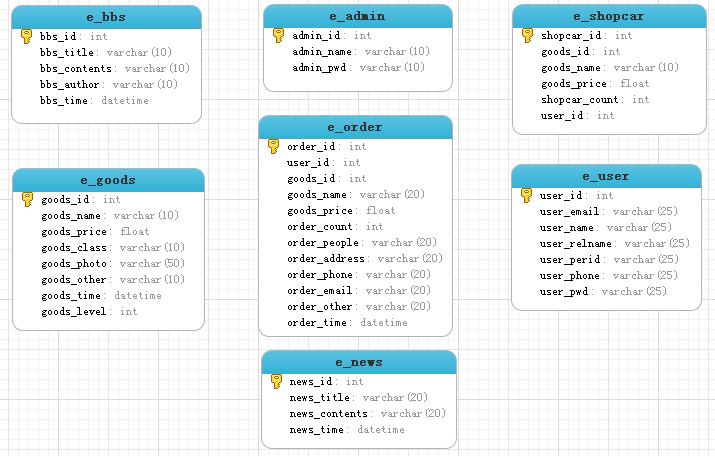 e_bbs
bbs_id: int
bbs_title: varchar(10)
bbs_contents: varchar(10)
bbs_author: varchar(10)
bbs_time: datetime
e_admin
admin_id: int
admin_name: varchar(10)
admin_pwd: varchar(10)
e_shopcar
shopcar_id: int
goods_id: int
goods_name: varchar(10)
goods_price: float
shopcar_count: int
user_id: int
e_goods
goods_id: int
goods_name: varchar(10)
goods_price: float
goods_class: varchar(10)
goods_photo: varchar(50)
goods_other: varchar(10)
goods_time: datetime
goods_level: int
e_order
order_id: int
user_id: int
goods_id: int
goods_name: varchar(20)
goods_price: float
order_count: int
order_people: varchar(20)
order_address: varchar(20)
order_phone: varchar(20)
order_email: varchar(20)
order_other: varchar(20)
order_time: datetime
e_user
user_id: int
user_email: varchar(25)
user_name: varchar(25)
user_relname: varchar(25)
user_perid: varchar(25)
user_phone: varchar(25)
user_pwd: varchar(25)
e_news
news_id: int
news_title: varchar(20)
news_contents: varchar(20)
news_time: datetime